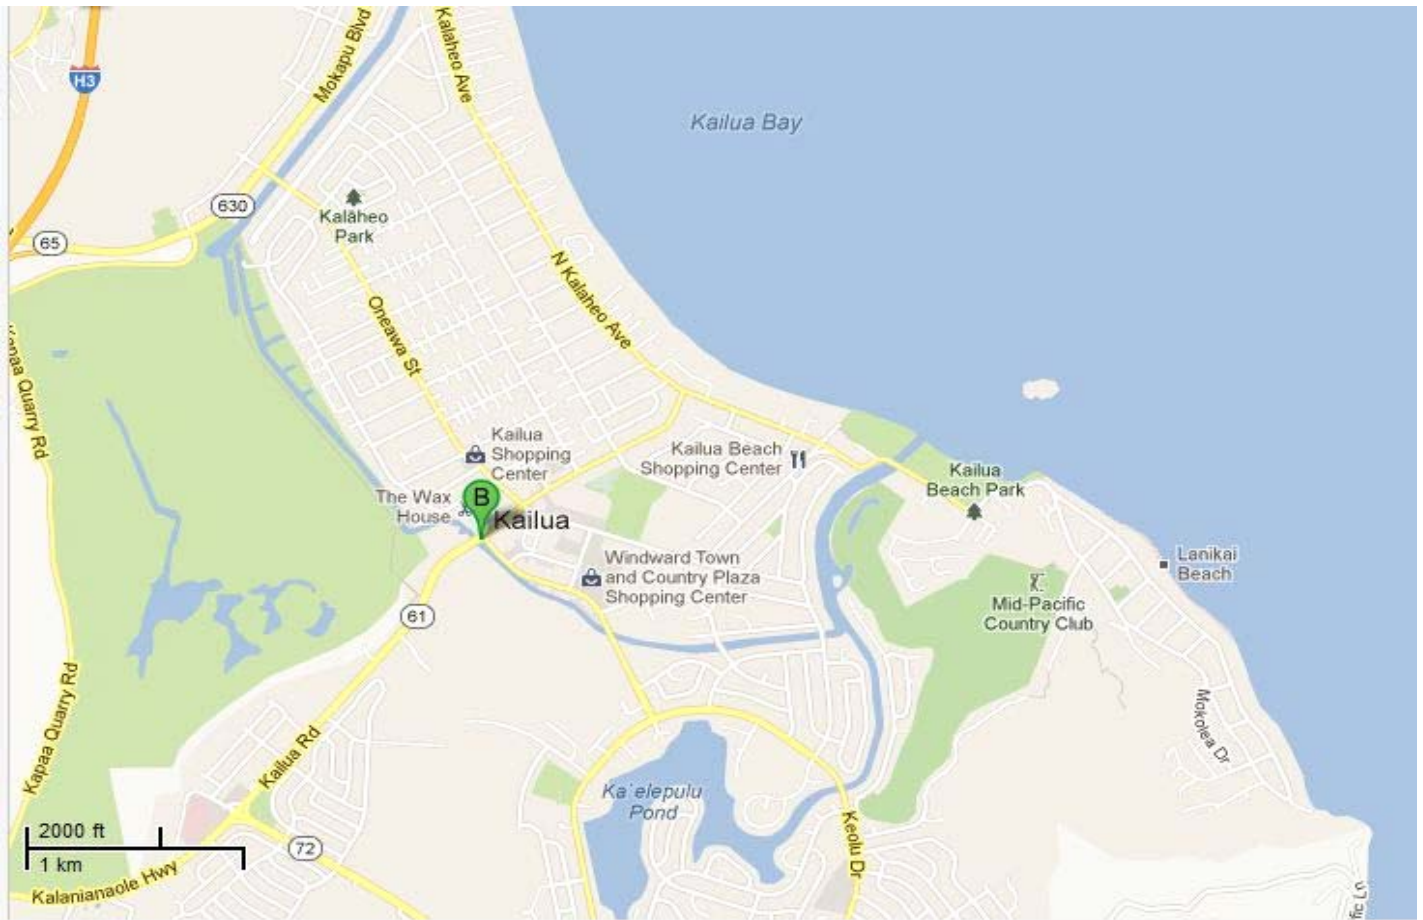 Mokapu Blvd
Kalaheo Ave
H3
Kailua Bay
630
Kalāheo
Park
65
N Kalaheo Ave
Oneawa St
Kapaa Quarry Rd
Kailua
Shopping
Center
Kailua Beach
Shopping Center
Kailua
Beach Park
The Wax
House
B
Kailua
Windward Town
and Country Plaza
Shopping Center
Lanikai
Beach
Mid-Pacific
Country Club
61
Kapaa Quarry Rd
Kailua Rd
Mokolea Dr
Ka`elepulu
Pond
Keolu Dr
2000 ft
1 km
72
Kalanianaole Hwy